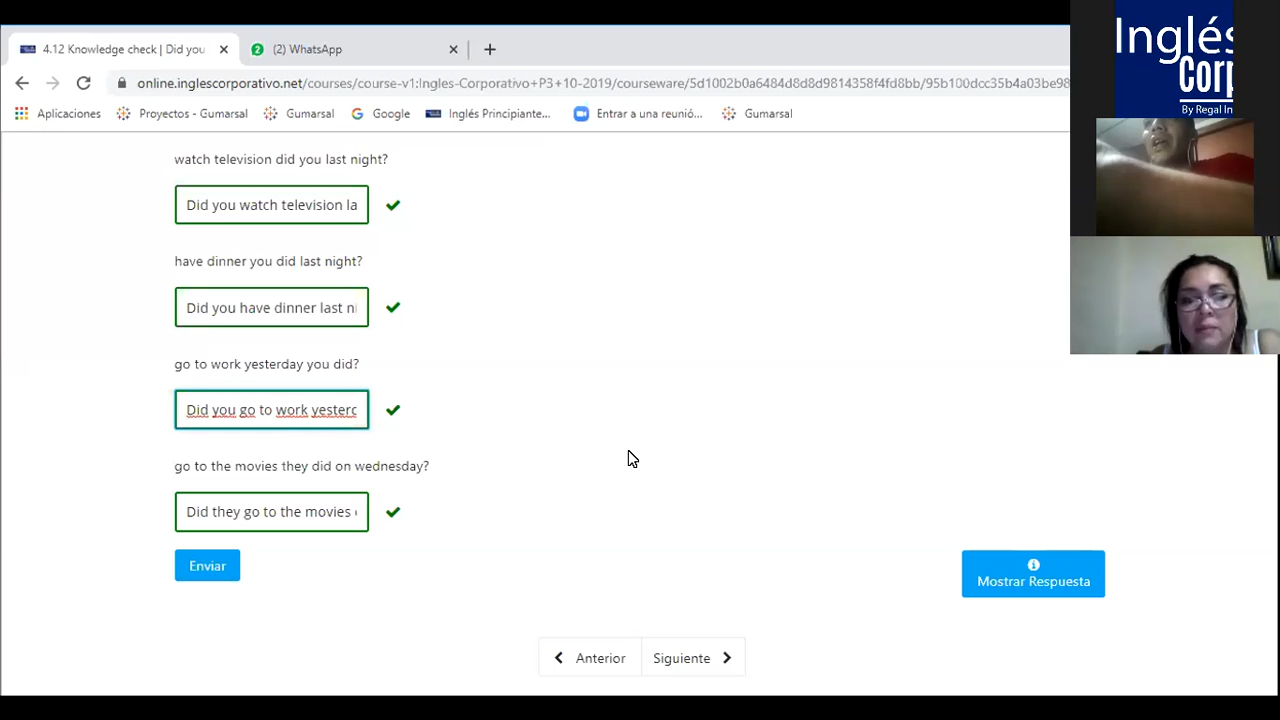 4.12 Knowledge check | Did you
(2) WhatsApp
online.inglescorporativo.net/courses/course-v1:Ingles-Corporativo+P3+10-2019/courseware/5d1002b0a6484d8d8d9814358f4fd8bb/95b100dcc35b4a03be98
Aplicaciones
Proyectos - Gumarsal
Gumarsal
Google
Inglés Principiante...
Entrar a una reunió...
Gumarsal
Inglés
Corp
By Regal In
watch television did you last night?
Did you watch television la
have dinner you did last night?
Did you have dinner last ni
go to work yesterday you did?
Did you go to work yesterd
go to the movies they did on wednesday?
Did they go to the movies
Enviar
Mostrar Respuesta
Anterior
Siguiente